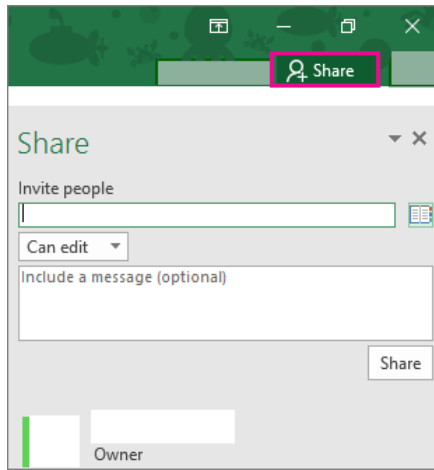 Share
Share
Invite people
Can edit
Include a message (optional)
Share
Owner